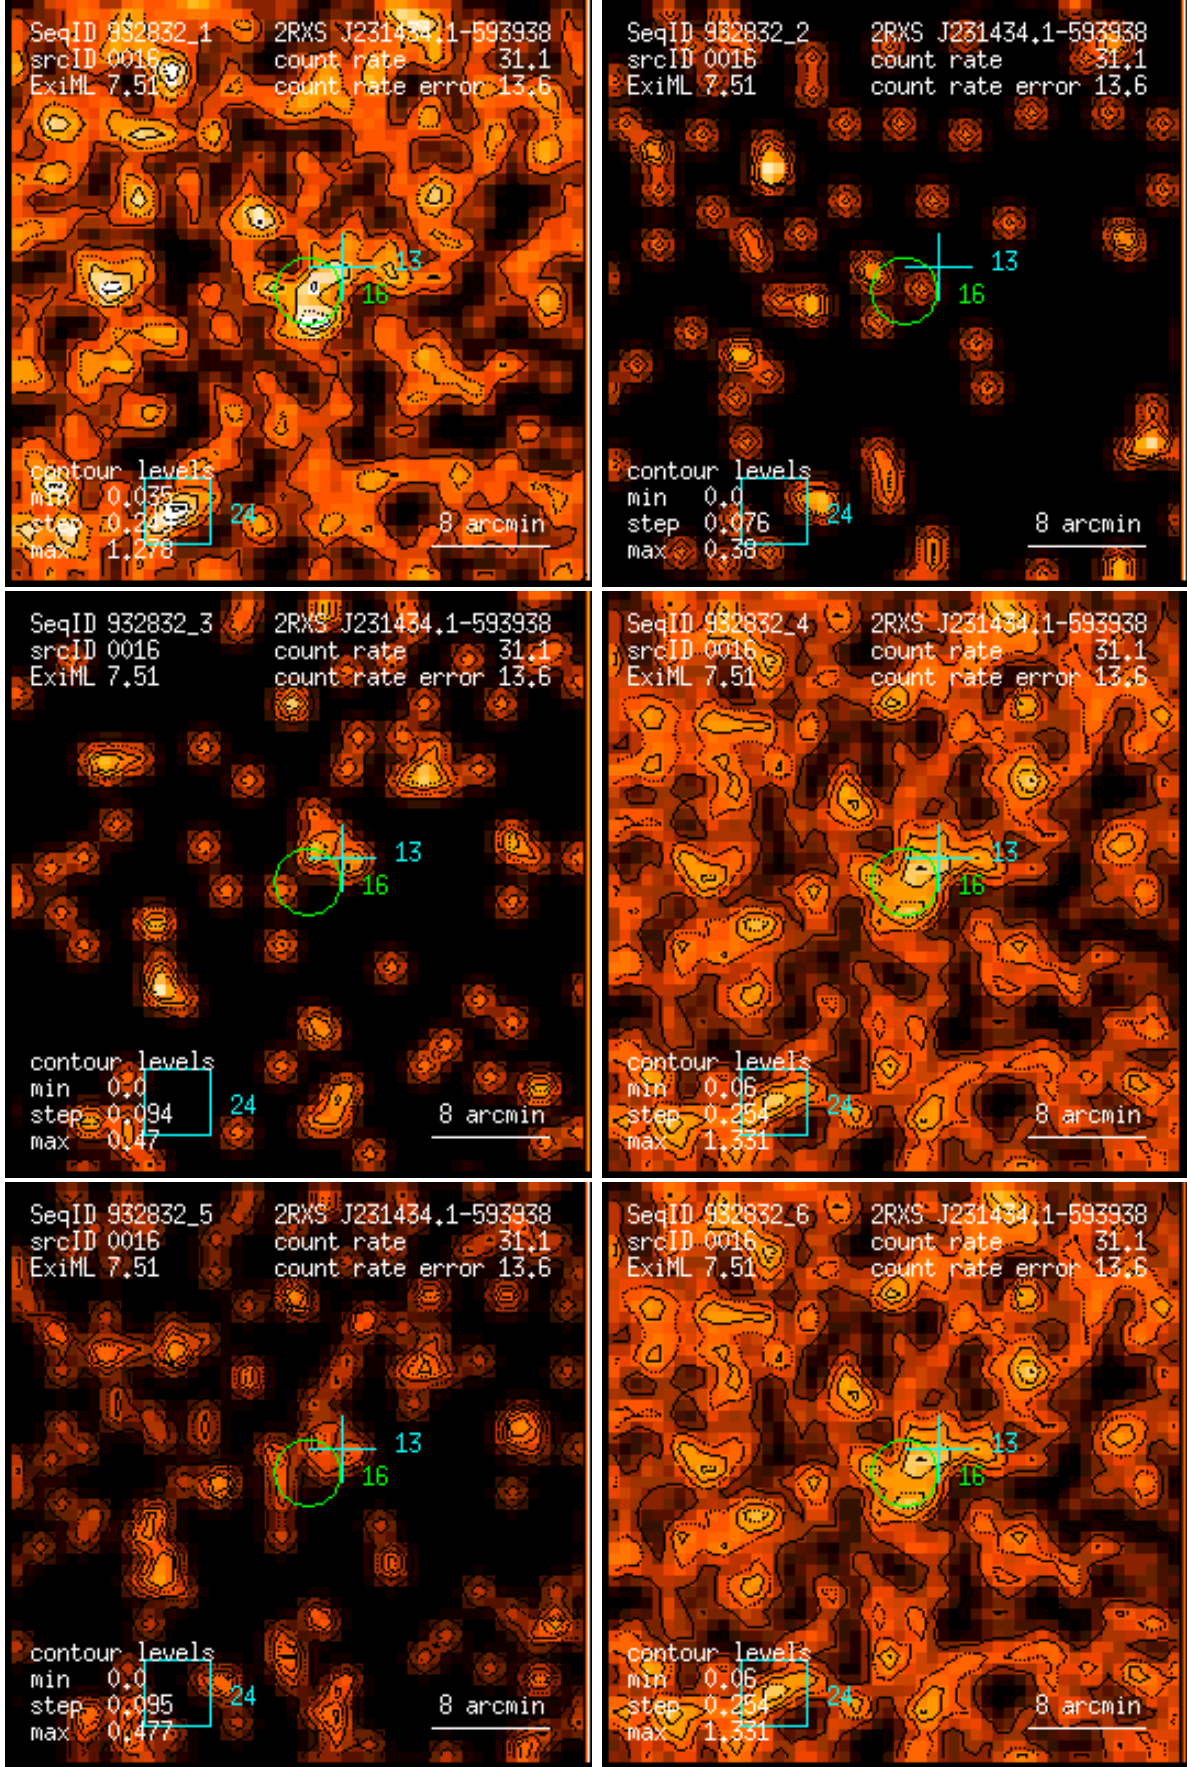 SeqID 932832_1 2RXS J231434.1-593938
srcID 0016 count rate 31.1
ExiML 7.51 count rate error 13.6
13
16
contour levels
min 0.035
step
24
8 arcmin
max 1.278
SeqID 932832_2 2RXS J231434.1-593938
srcID 0016 count rate 31.1
ExiML 7.51 count rate error 13.6
13
16
contour levels
min 0.0
step 0.076
24
8 arcmin
max 0.38
SeqID 932832_3 2RXS J231434.1-593938
srcID 0016 count rate 31.1
ExiML 7.51 count rate error 13.6
13
16
contour levels
min 0.0
step 0.094
24
8 arcmin
max 0.47
SeqID 932832_4 2RXS J231434.1-593938
srcID 0016 count rate 31.1
ExiML 7.51 count rate error 13.6
13
16
contour levels
min 0.06
step 0.254
24
8 arcmin
max 1.331
SeqID 932832_5 2RXS J231434.1-593938
srcID 0016 count rate 31.1
ExiML 7.51 count rate error 13.6
13
16
contour levels
min 0.0
step 0.095
24
8 arcmin
max 0.477
SeqID 932832_6 2RXS J231434.1-593938
srcID 0016 count rate 31.1
ExiML 7.51 count rate error 13.6
13
16
contour levels
min 0.06
step 0.254
24
8 arcmin
max 1.331